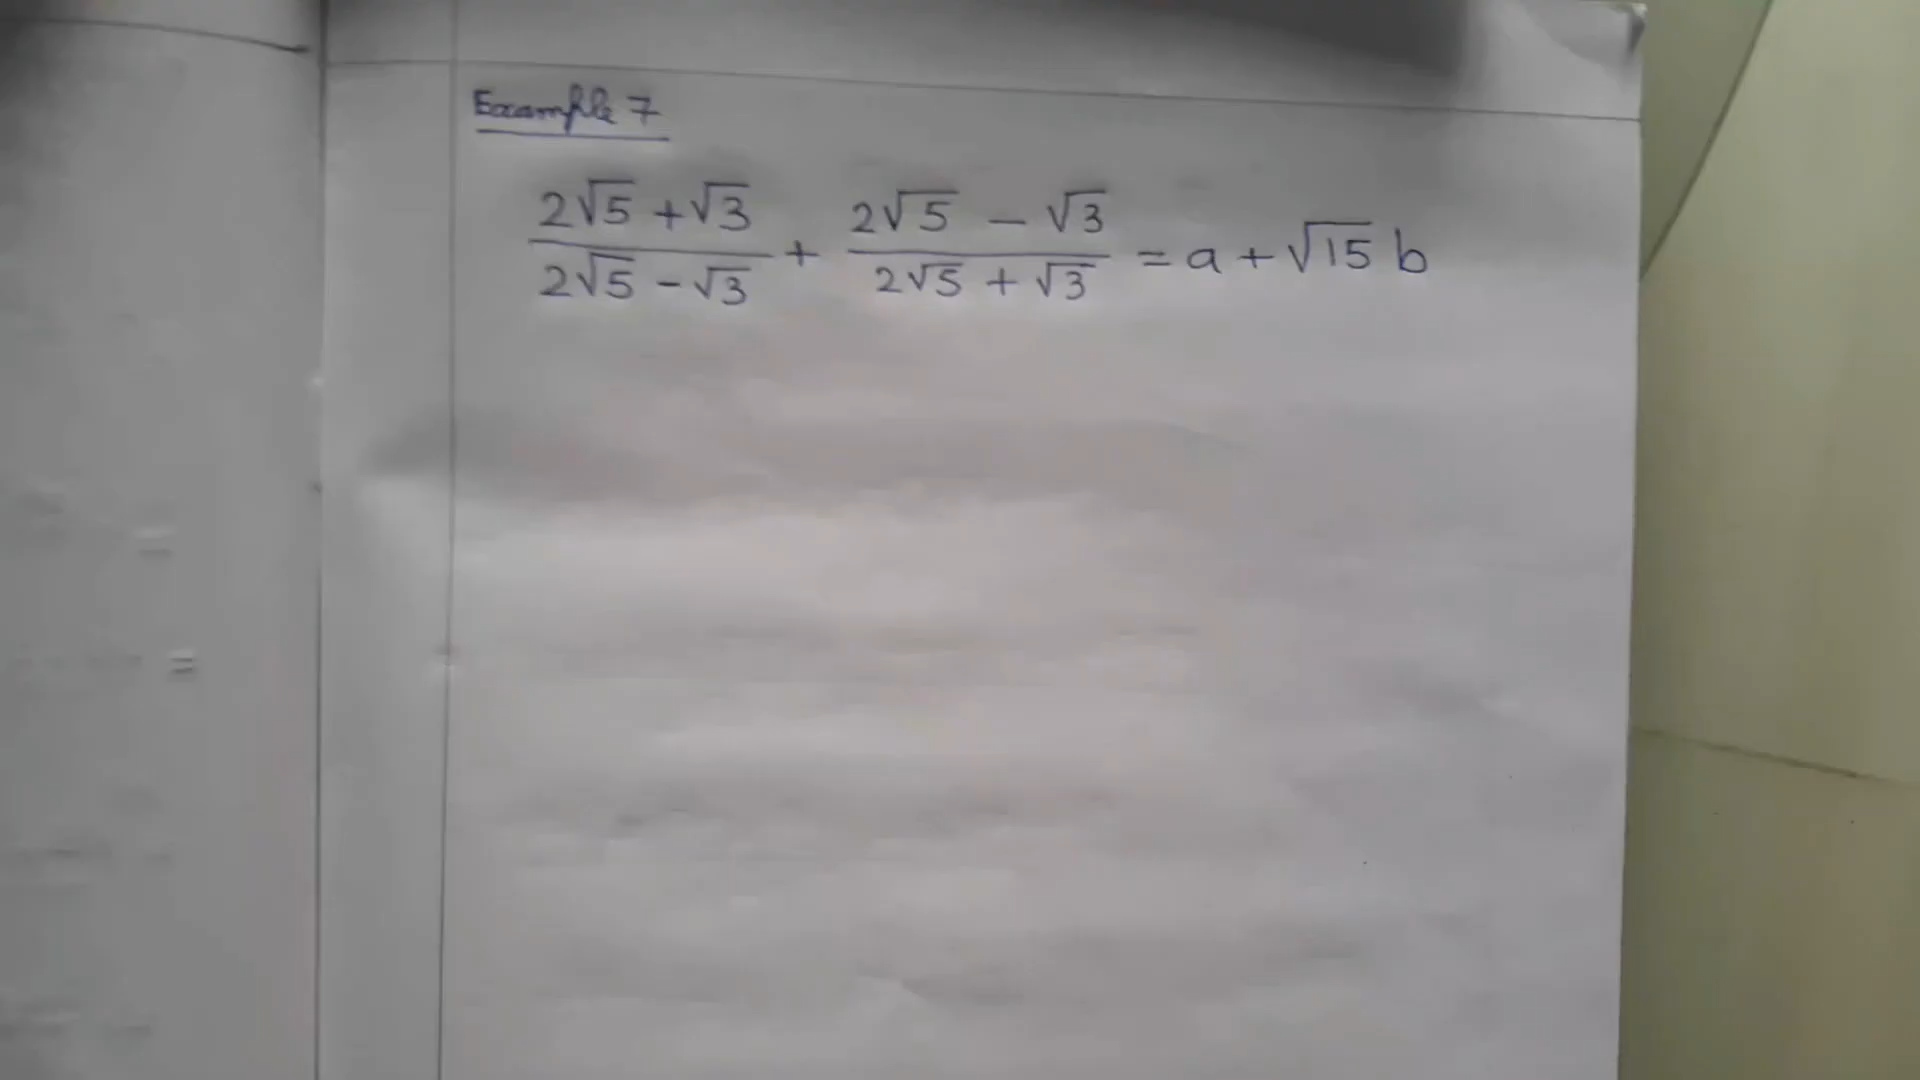 Example 7
(2√5 + √3)/(2√5 - √3) + (2√5 - √3)/(2√5 + √3) = a + √15 b